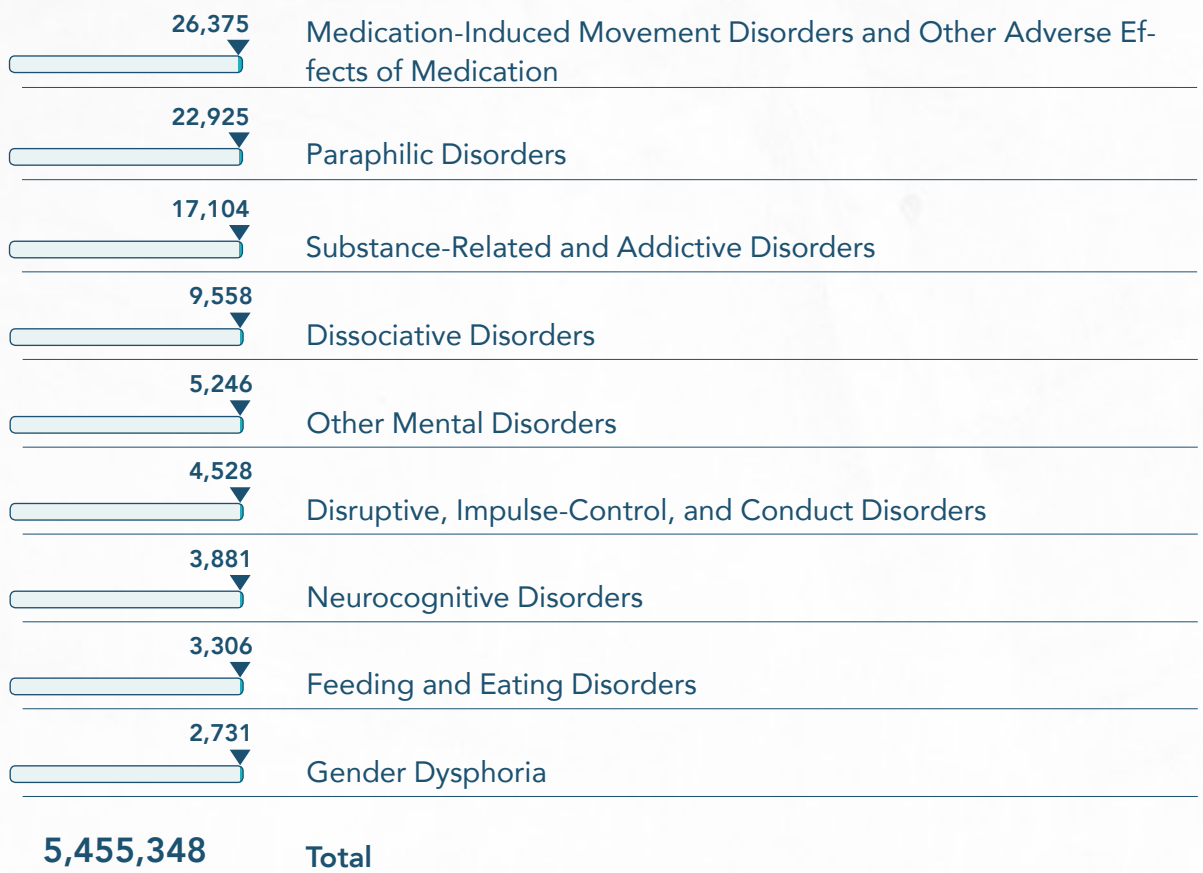 26,375
Medication-Induced Movement Disorders and Other Adverse Ef-
fects of Medication
22,925
Paraphilic Disorders
17,104
Substance-Related and Addictive Disorders
9,558
Dissociative Disorders
5,246
Other Mental Disorders
4,528
Disruptive, Impulse-Control, and Conduct Disorders
3,881
Neurocognitive Disorders
3,306
Feeding and Eating Disorders
2,731
Gender Dysphoria
5,455,348
Total